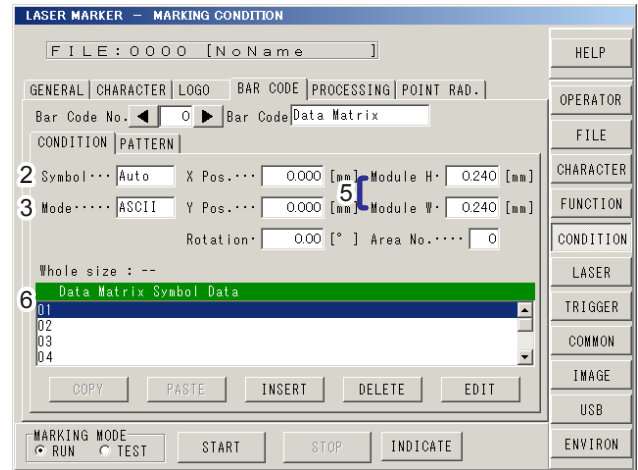 LASER MARKER — MARKING CONDITION
FILE:0000 [NoName ]
HELP
GENERAL CHARACTER LOGO BAR CODE PROCESSING POINT RAD.
OPERATOR
Bar Code No. 0 Bar Code Data Matrix
FILE
CONDITION PATTERN
CHARACTER
2 Symbol･･･ Auto X Pos.･･･ 0.000 [mm] Module H･ 0.240 [mm]
5
3 Mode･････ ASCII Y Pos.･･･ 0.000 [mm] Module W･ 0.240 [mm]
FUNCTION
Rotation･ 0.00 [° ] Area No.････ 0
CONDITION
Whole size : --
LASER
6 Data Matrix Symbol Data
01
TRIGGER
02
03
COMMON
04
IMAGE
COPY PASTE INSERT DELETE EDIT
USB
MARKING MODE
RUN TEST START STOP INDICATE
ENVIRON